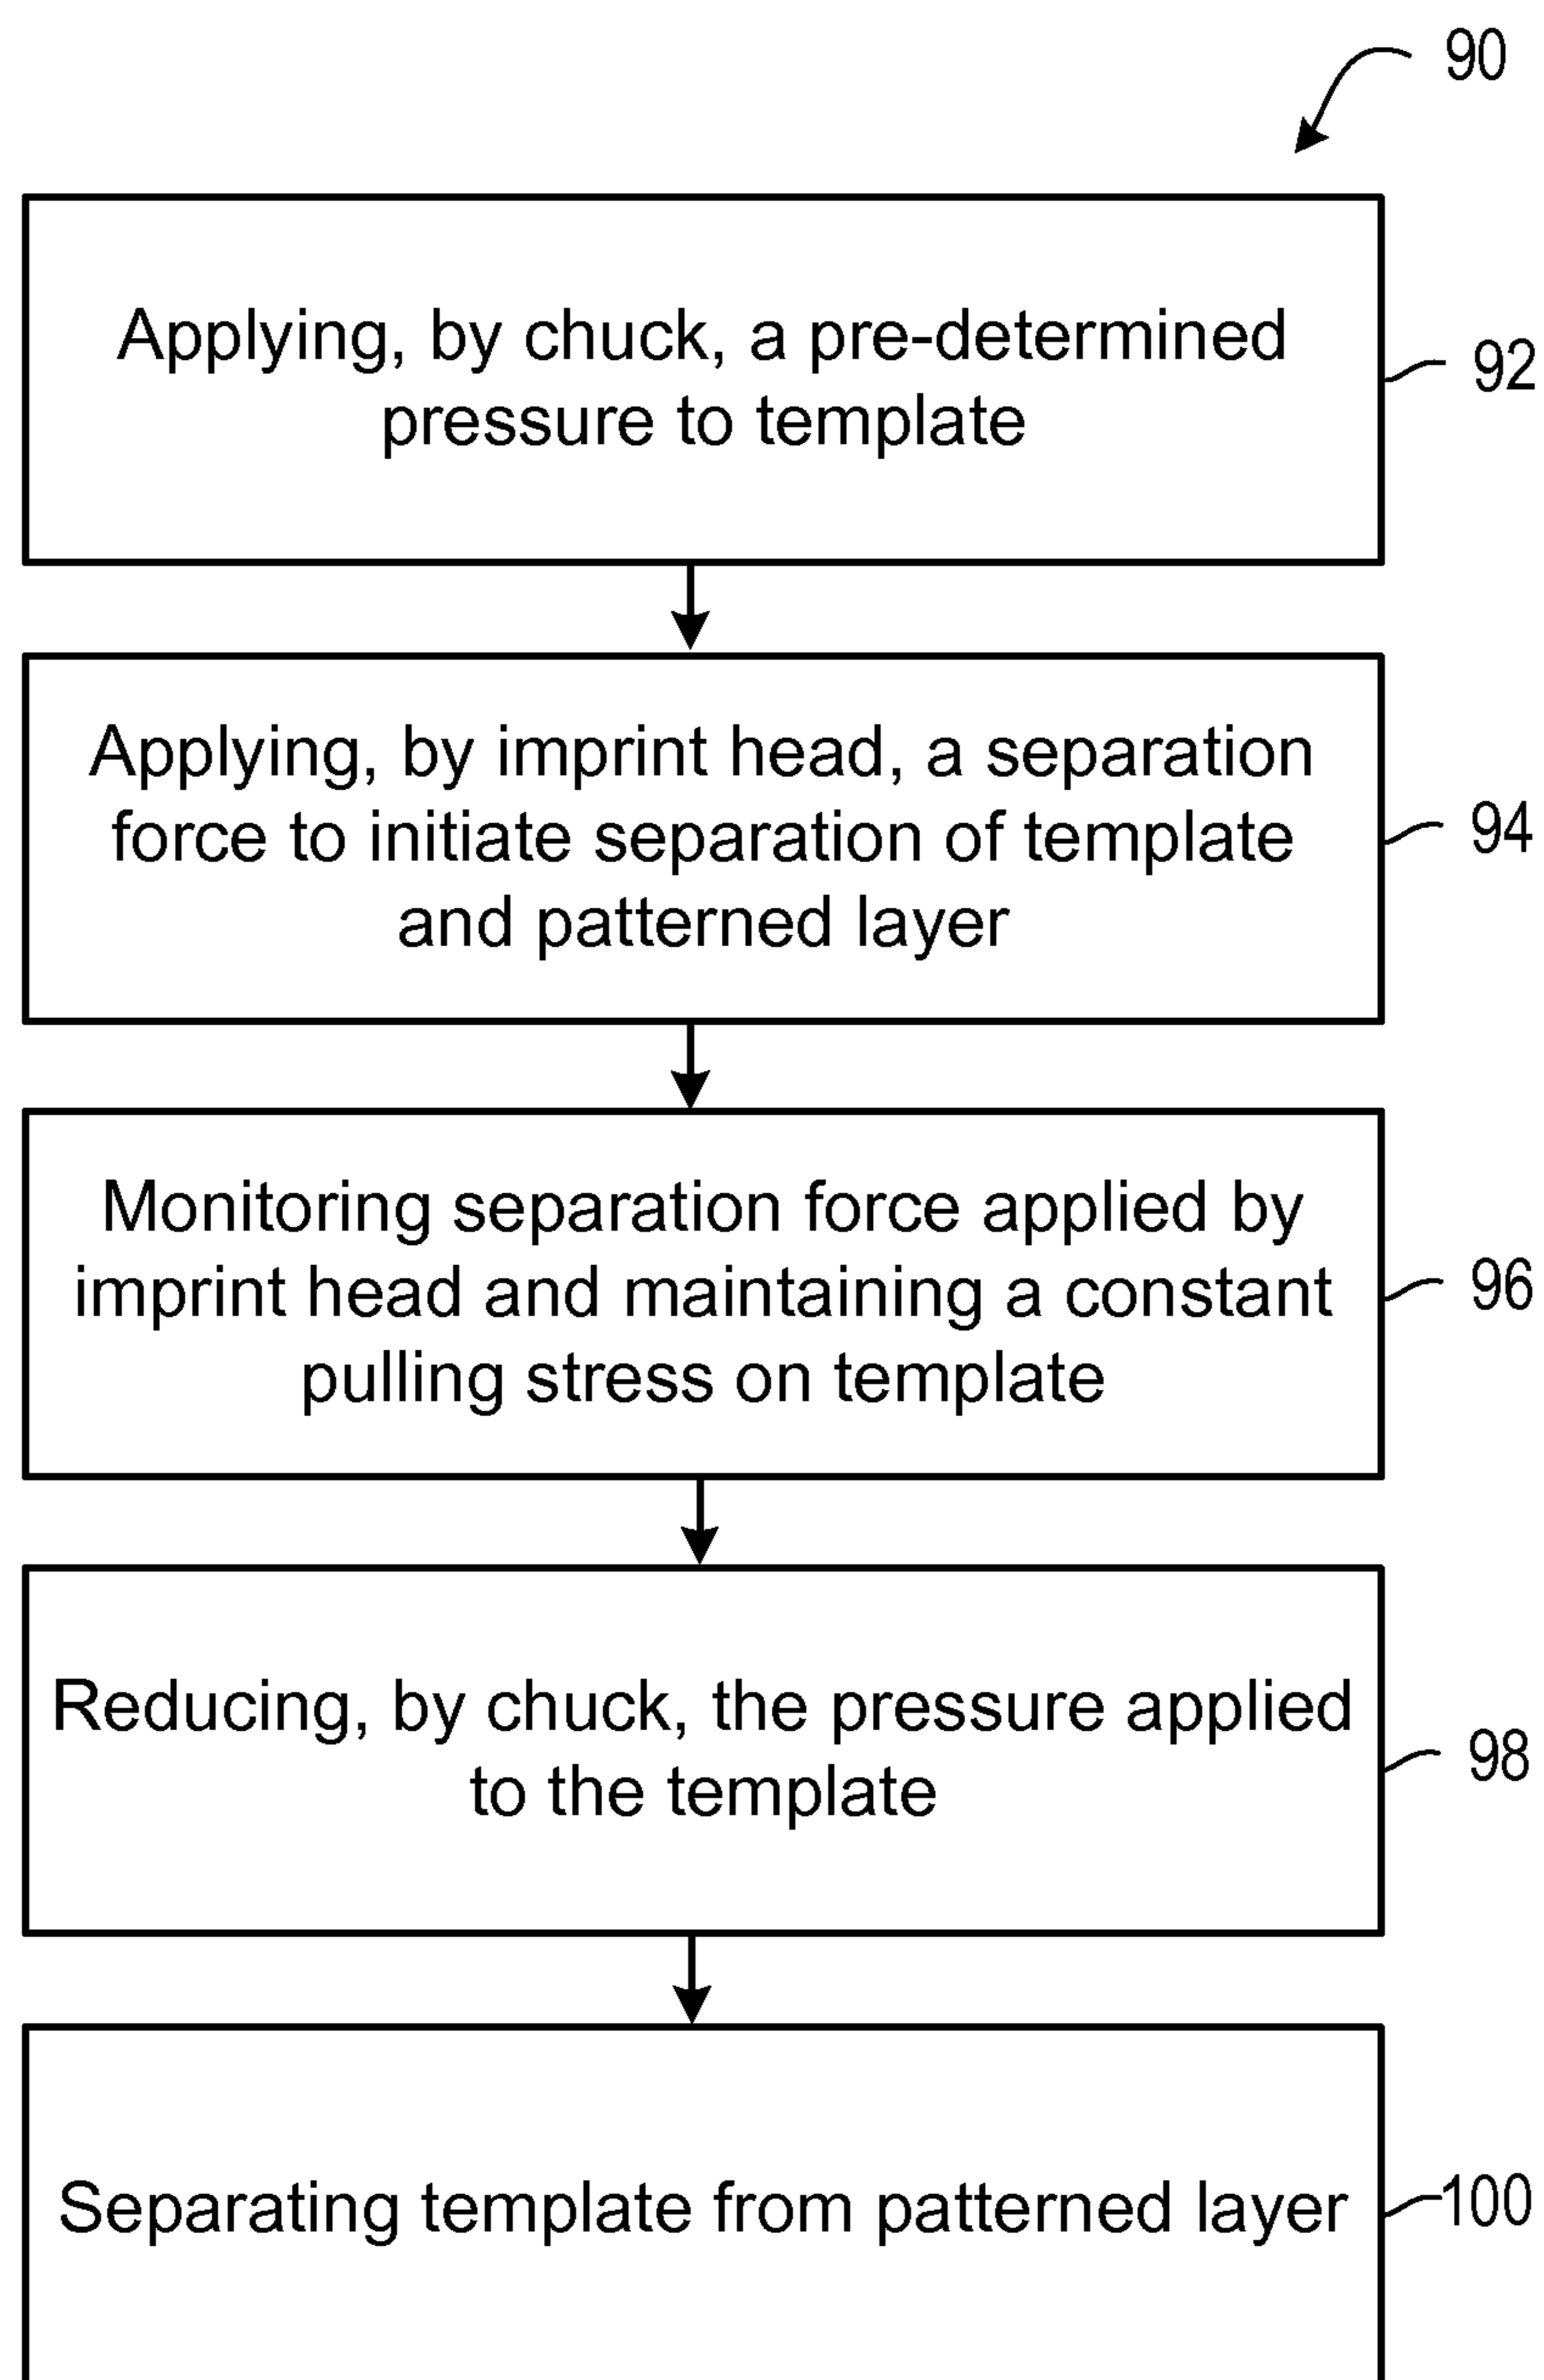 90
Applying, by chuck, a pre-determined
pressure to template
92
Applying, by imprint head, a separation
force to initiate separation of template
and patterned layer
94
Monitoring separation force applied by
imprint head and maintaining a constant
pulling stress on template
96
Reducing, by chuck, the pressure applied
to the template
98
Separating template from patterned layer
100